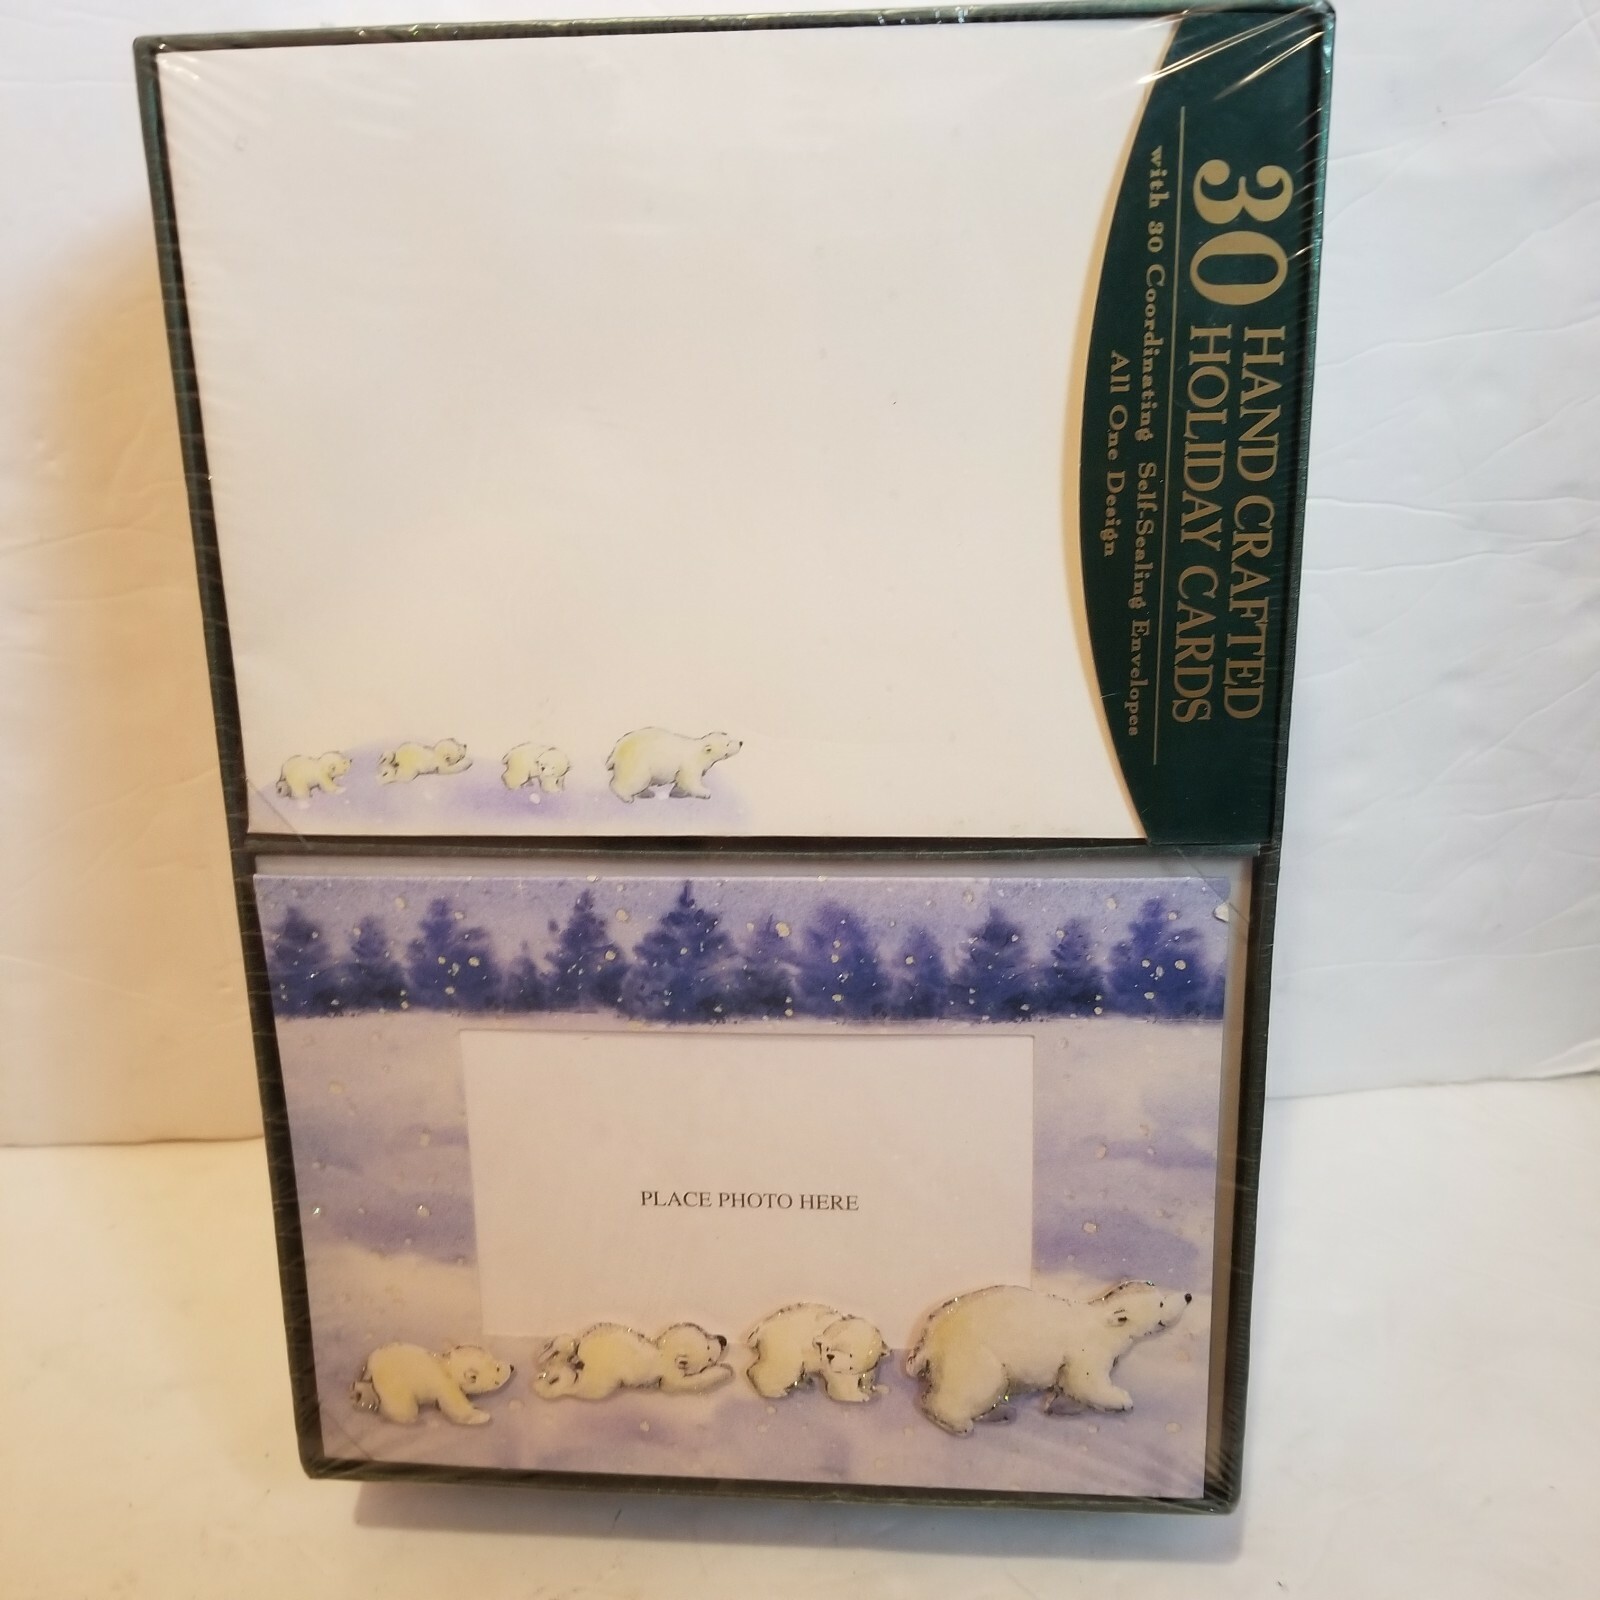 30 HAND CRAFTED
HOLIDAY CARDS
with 30 Coordinating Self-Sealing Envelopes
All One Design
PLACE PHOTO HERE